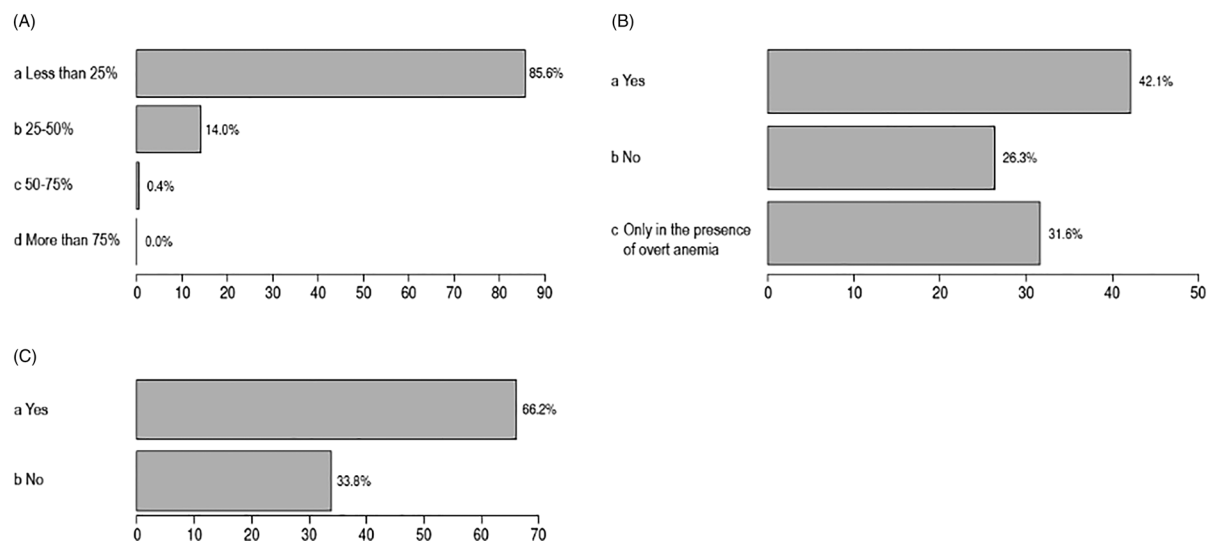 (A)
a Less than 25%
85.6%
b 25-50%
14.0%
c 50-75%
0.4%
d More than 75%
0.0%
0 10 20 30 40 50 60 70 80 90
(B)
a Yes
42.1%
b No
26.3%
c Only in the presence
of overt anemia
31.6%
0 10 20 30 40 50
(C)
a Yes
66.2%
b No
33.8%
0 10 20 30 40 50 60 70